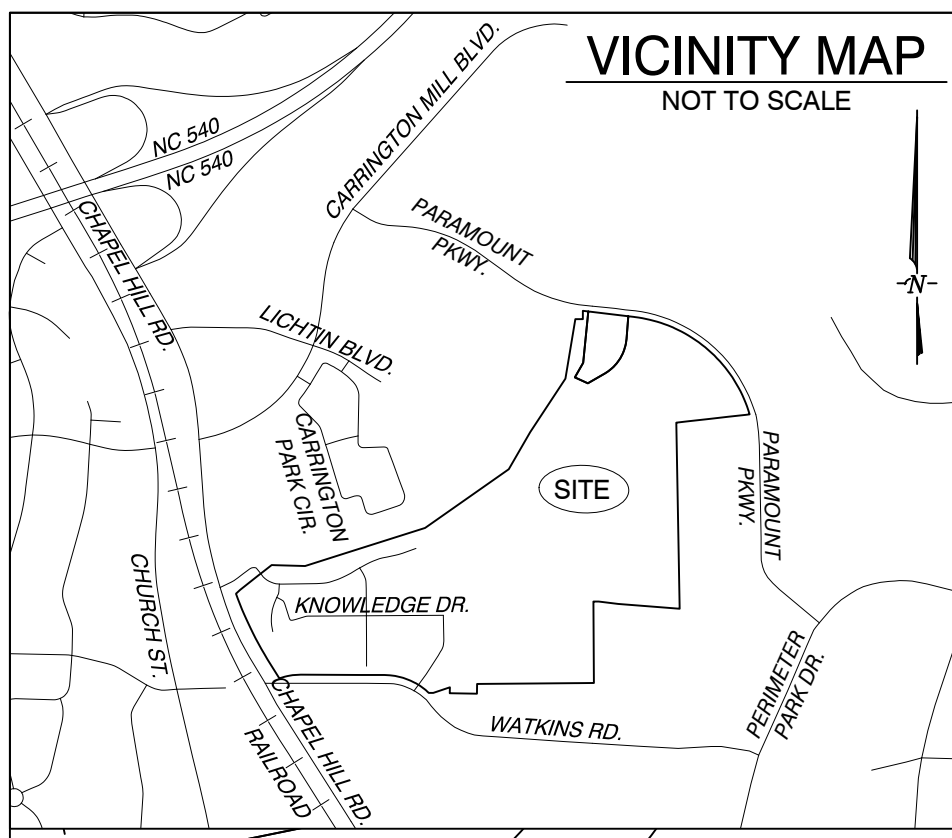 VICINITY MAP
NOT TO SCALE
CARRINGTON MILL BLVD.
NC 540
NC 540
CHAPEL HILL RD.
PARAMOUNT
PKWY.
N
LICHTIN BLVD.
CARRINGTON
PARK CIR.
SITE
PARAMOUNT
PKWY.
CHURCH ST.
KNOWLEDGE DR.
PERIMETER
PARK DR.
CHAPEL HILL RD.
WATKINS RD.
RAILROAD